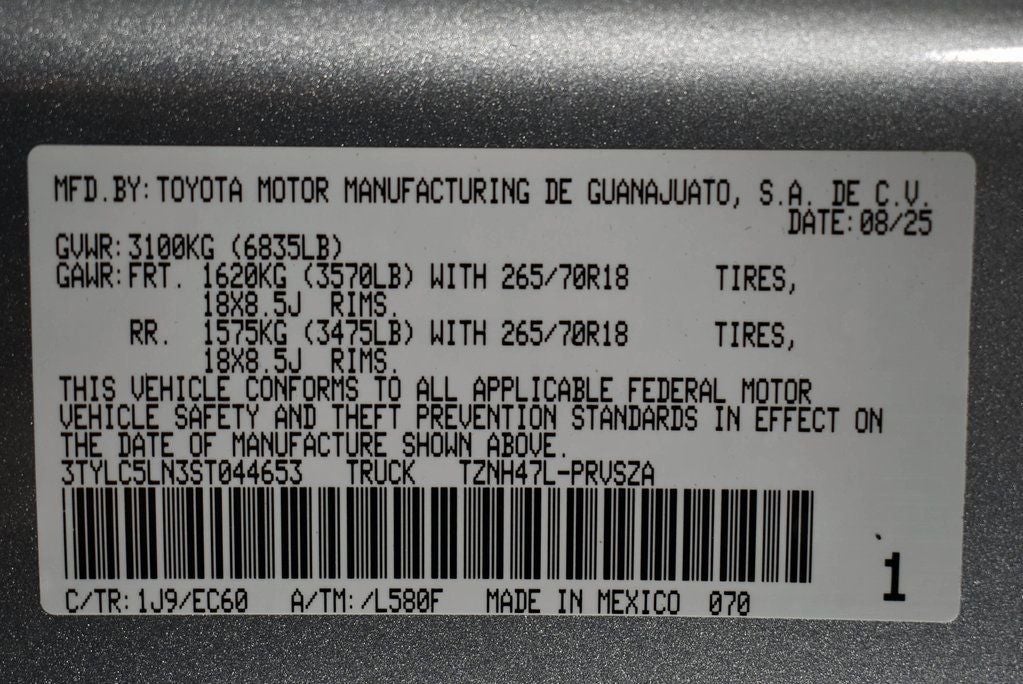 MFD.BY: TOYOTA MOTOR MANUFACTURING DE GUANAJUATO, S.A. DE C.V.
DATE: 08/25
GVWR: 3100KG (6835LB)
GAWR: FRT. 1620KG (3570LB) WITH 265/70R18 TIRES,
18X8.5J RIMS.
RR. 1575KG (3475LB) WITH 265/70R18 TIRES,
18X8.5J RIMS.
THIS VEHICLE CONFORMS TO ALL APPLICABLE FEDERAL MOTOR
VEHICLE SAFETY AND THEFT PREVENTION STANDARDS IN EFFECT ON
THE DATE OF MANUFACTURE SHOWN ABOVE.
3TYLC5LN3ST044653 TRUCK TZNH47L-PRVSZA
1
C/TR: 1J9/EC60 A/TM: /L580F MADE IN MEXICO 070